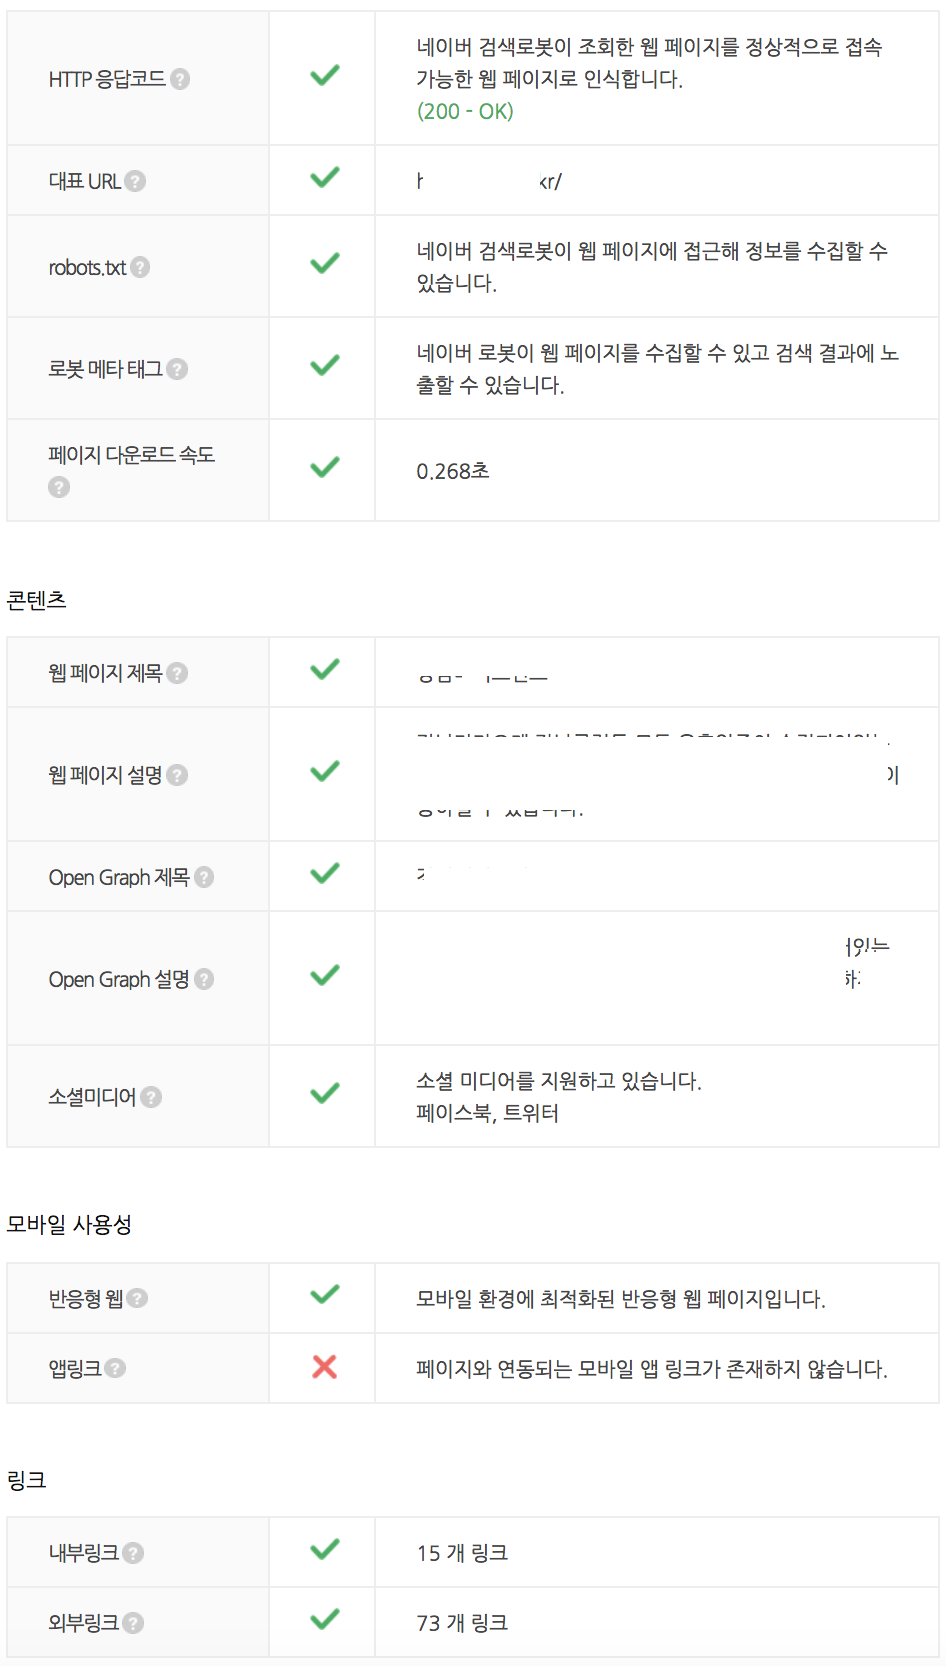 HTTP 응답코드 ?
네이버 검색로봇이 조회한 웹 페이지를 정상적으로 접속
가능한 웹 페이지로 인식합니다.
(200 - OK)
대표 URL ?
kr/
robots.txt ?
네이버 검색로봇이 웹 페이지에 접근해 정보를 수집할 수
있습니다.
로봇 메타 태그 ?
네이버 로봇이 웹 페이지를 수집할 수 있고 검색 결과에 노
출할 수 있습니다.
페이지 다운로드 속도
?
0.268초
콘텐츠
웹 페이지 제목 ?
웹 페이지 설명 ?
이
Open Graph 제목 ?
Open Graph 설명 ?
소셜미디어 ?
소셜 미디어를 지원하고 있습니다.
페이스북, 트위터
모바일 사용성
반응형 웹 ?
모바일 환경에 최적화된 반응형 웹 페이지입니다.
앱링크 ?
페이지와 연동되는 모바일 앱 링크가 존재하지 않습니다.
링크
내부링크 ?
15 개 링크
외부링크 ?
73 개 링크